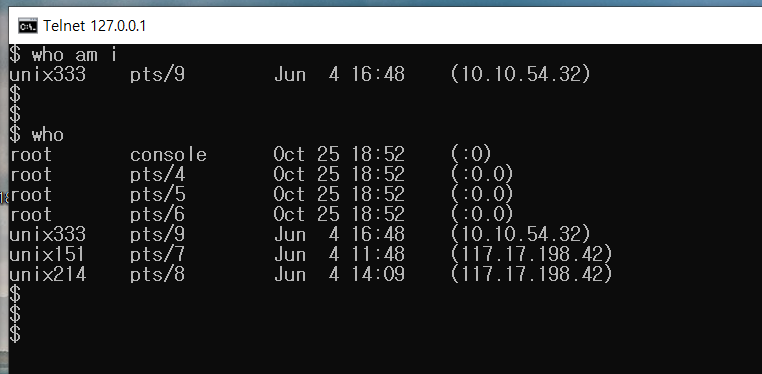 Telnet 127.0.0.1
$ who am i
unix333    pts/9        Jun  4 16:48    (10.10.54.32)
$
$
$ who
root       console      Oct 25 18:52    (:0)
root       pts/4        Oct 25 18:52    (:0.0)
root       pts/5        Oct 25 18:52    (:0.0)
root       pts/6        Oct 25 18:52    (:0.0)
unix333    pts/9        Jun  4 16:48    (10.10.54.32)
unix151    pts/7        Jun  4 11:48    (117.17.198.42)
unix214    pts/8        Jun  4 14:09    (117.17.198.42)
$
$
$